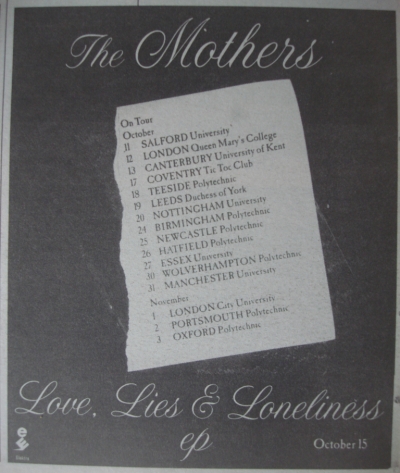 The Mothers
On Tour
October
11 SALFORD University
12 LONDON Queen Mary's College
13 CANTERBURY University of Kent
17 COVENTRY Tic Toc Club
18 TEESIDE Polytechnic
19 LEEDS Duchess of York
20 NOTTINGHAM University
24 BIRMINGHAM Polytechnic
25 NEWCASTLE Polytechnic
26 HATFIELD Polytechnic
27 ESSEX University
30 WOLVERHAMPTON Polytechnic
31 MANCHESTER University
November
1 LONDON City University
2 PORTSMOUTH Polytechnic
3 OXFORD Polytechnic
Love, Lies & Loneliness
ep
October 15